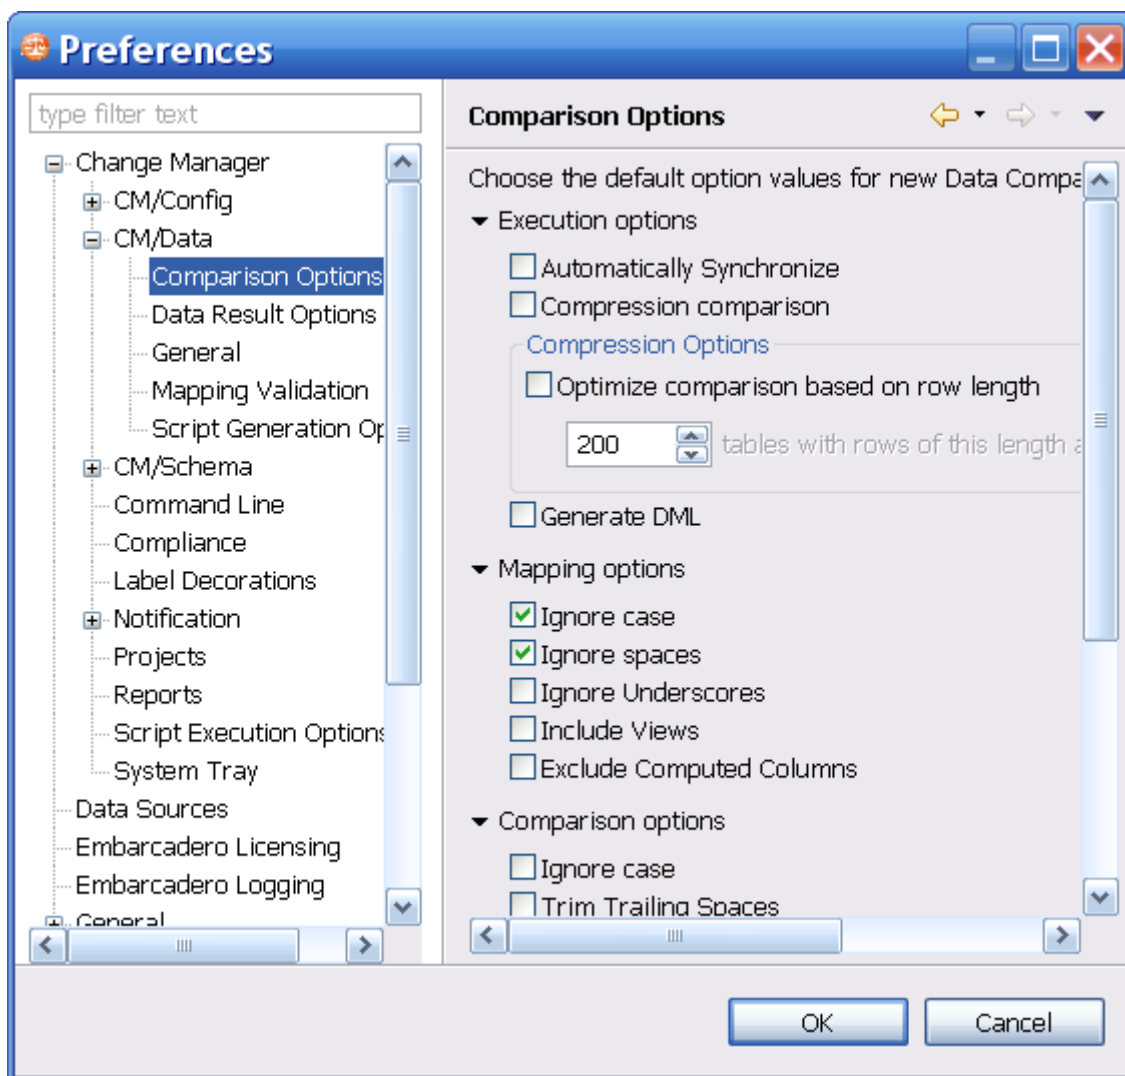 Preferences
type filter text
Change Manager
CM/Config
CM/Data
Comparison Options
Data Result Options
General
Mapping Validation
Script Generation Op
CM/Schema
Command Line
Compliance
Label Decorations
Notification
Projects
Reports
Script Execution Options
System Tray
Data Sources
Embarcadero Licensing
Embarcadero Logging
General
Comparison Options
Choose the default option values for new Data Compa
Execution options
Automatically Synchronize
Compression comparison
Compression Options
Optimize comparison based on row length
200 tables with rows of this length a
Generate DML
Mapping options
Ignore case
Ignore spaces
Ignore Underscores
Include Views
Exclude Computed Columns
Comparison options
Ignore case
Trim Trailing Spaces
OK
Cancel